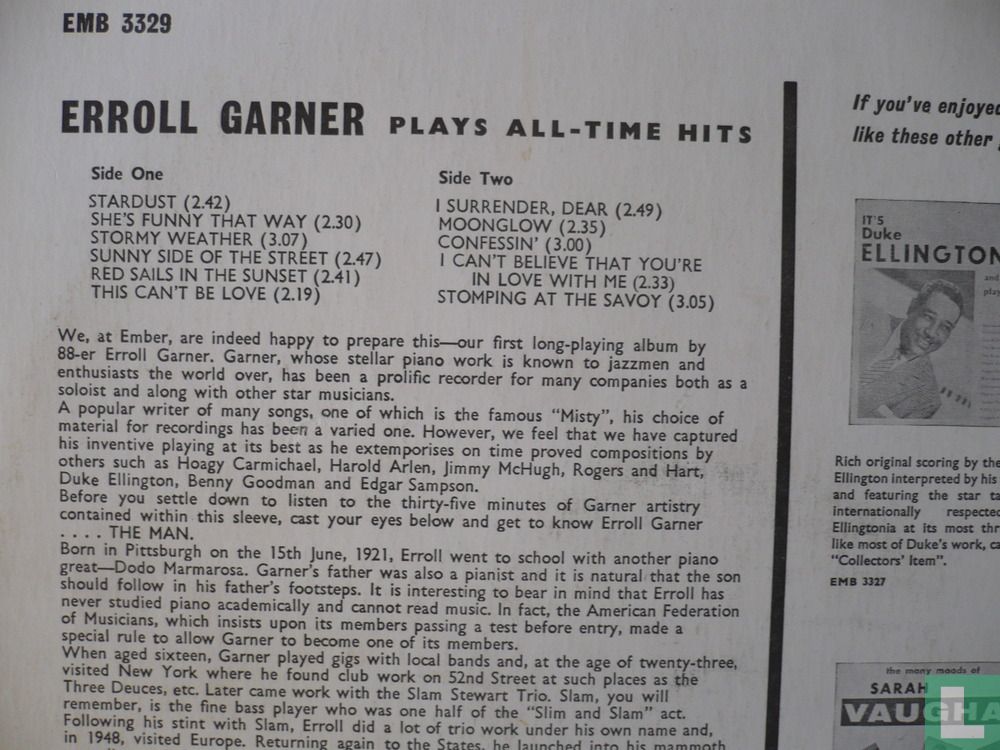 EMB 3329
ERROLL GARNER PLAYS ALL-TIME HITS
Side One
STARDUST (2.42)
SHE'S FUNNY THAT WAY (2.30)
STORMY WEATHER (3.07)
SUNNY SIDE OF THE STREET (2.47)
RED SAILS IN THE SUNSET (2.41)
THIS CAN'T BE LOVE (2.19)
Side Two
I SURRENDER, DEAR (2.49)
MOONGLOW (2.35)
CONFESSIN' (3.00)
I CAN'T BELIEVE THAT YOU'RE
IN LOVE WITH ME (2.33)
STOMPING AT THE SAVOY (3.05)
We, at Ember, are indeed happy to prepare this—our first long-playing album by
88-er Erroll Garner. Garner, whose stellar piano work is known to jazzmen and
enthusiasts the world over, has been a prolific recorder for many companies both as a
soloist and along with other star musicians.
A popular writer of many songs, one of which is the famous "Misty", his choice of
material for recordings has been a varied one. However, we feel that we have captured
his inventive playing at its best as he extemporises on time proved compositions by
others such as Hoagy Carmichael, Harold Arlen, Jimmy McHugh, Rogers and Hart,
Duke Ellington, Benny Goodman and Edgar Sampson.
Before you settle down to listen to the thirty-five minutes of Garner artistry
contained within this sleeve, cast your eyes below and get to know Erroll Garner
. . . . THE MAN.
Born in Pittsburgh on the 15th June, 1921, Erroll went to school with another piano
great—Dodo Marmarosa. Garner's father was also a pianist and it is natural that the son
should follow in his father's footsteps. It is interesting to bear in mind that Erroll has
never studied piano academically and cannot read music. In fact, the American Federation
of Musicians, which insists upon its members passing a test before entry, made a
special rule to allow Garner to become one of its members.
When aged sixteen, Garner played gigs with local bands and, at the age of twenty-three,
visited New York where he found club work on 52nd Street at such places as the
Three Deuces, etc. Later came work with the Slam Stewart Trio. Slam, you will
remember, is the fine bass player who was one half of the "Slim and Slam" act.
Following his stint with Slam, Erroll did a lot of trio work under his own name and,
in 1948, visited Europe. Returning again to the States, he launched into his mammoth
If you've enjoyed
like these other
IT'S
Duke
ELLINGTON
and
play
Rich original scoring by the
Ellington interpreted by his
and featuring the star ta
internationally respecte
Ellingtonia at its most thr
like most of Duke's work, ca
"Collectors' Item".
EMB 3327
the many moods of
SARAH
VAUGHA
L